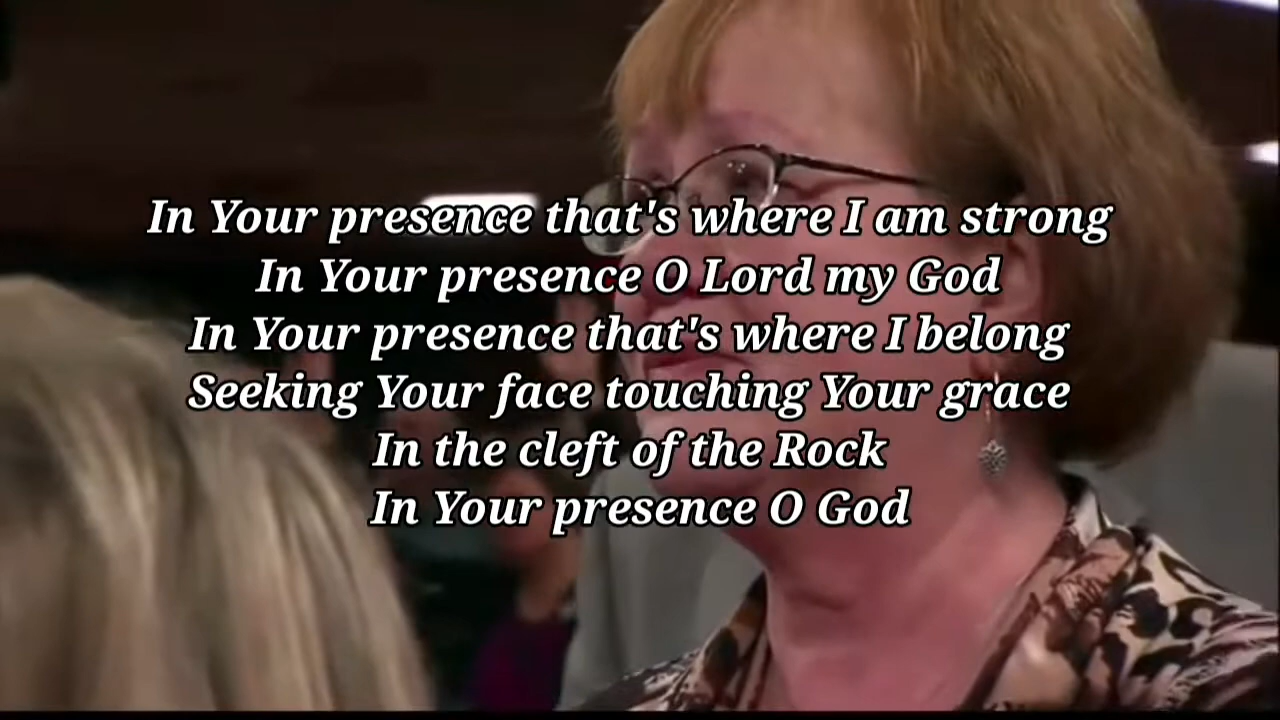 In Your presence that's where I am strong
In Your presence O Lord my God
In Your presence that's where I belong
Seeking Your face touching Your grace
In the cleft of the Rock
In Your presence O God